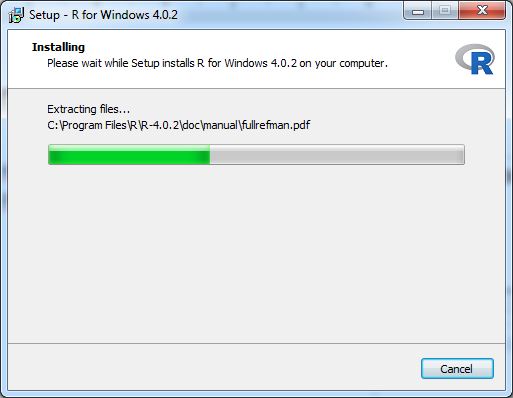 Setup - R for Windows 4.0.2
Installing
Please wait while Setup installs R for Windows 4.0.2 on your computer.
R
Extracting files...
C:\Program Files\R\R-4.0.2\doc\manual\fullrefman.pdf
Cancel